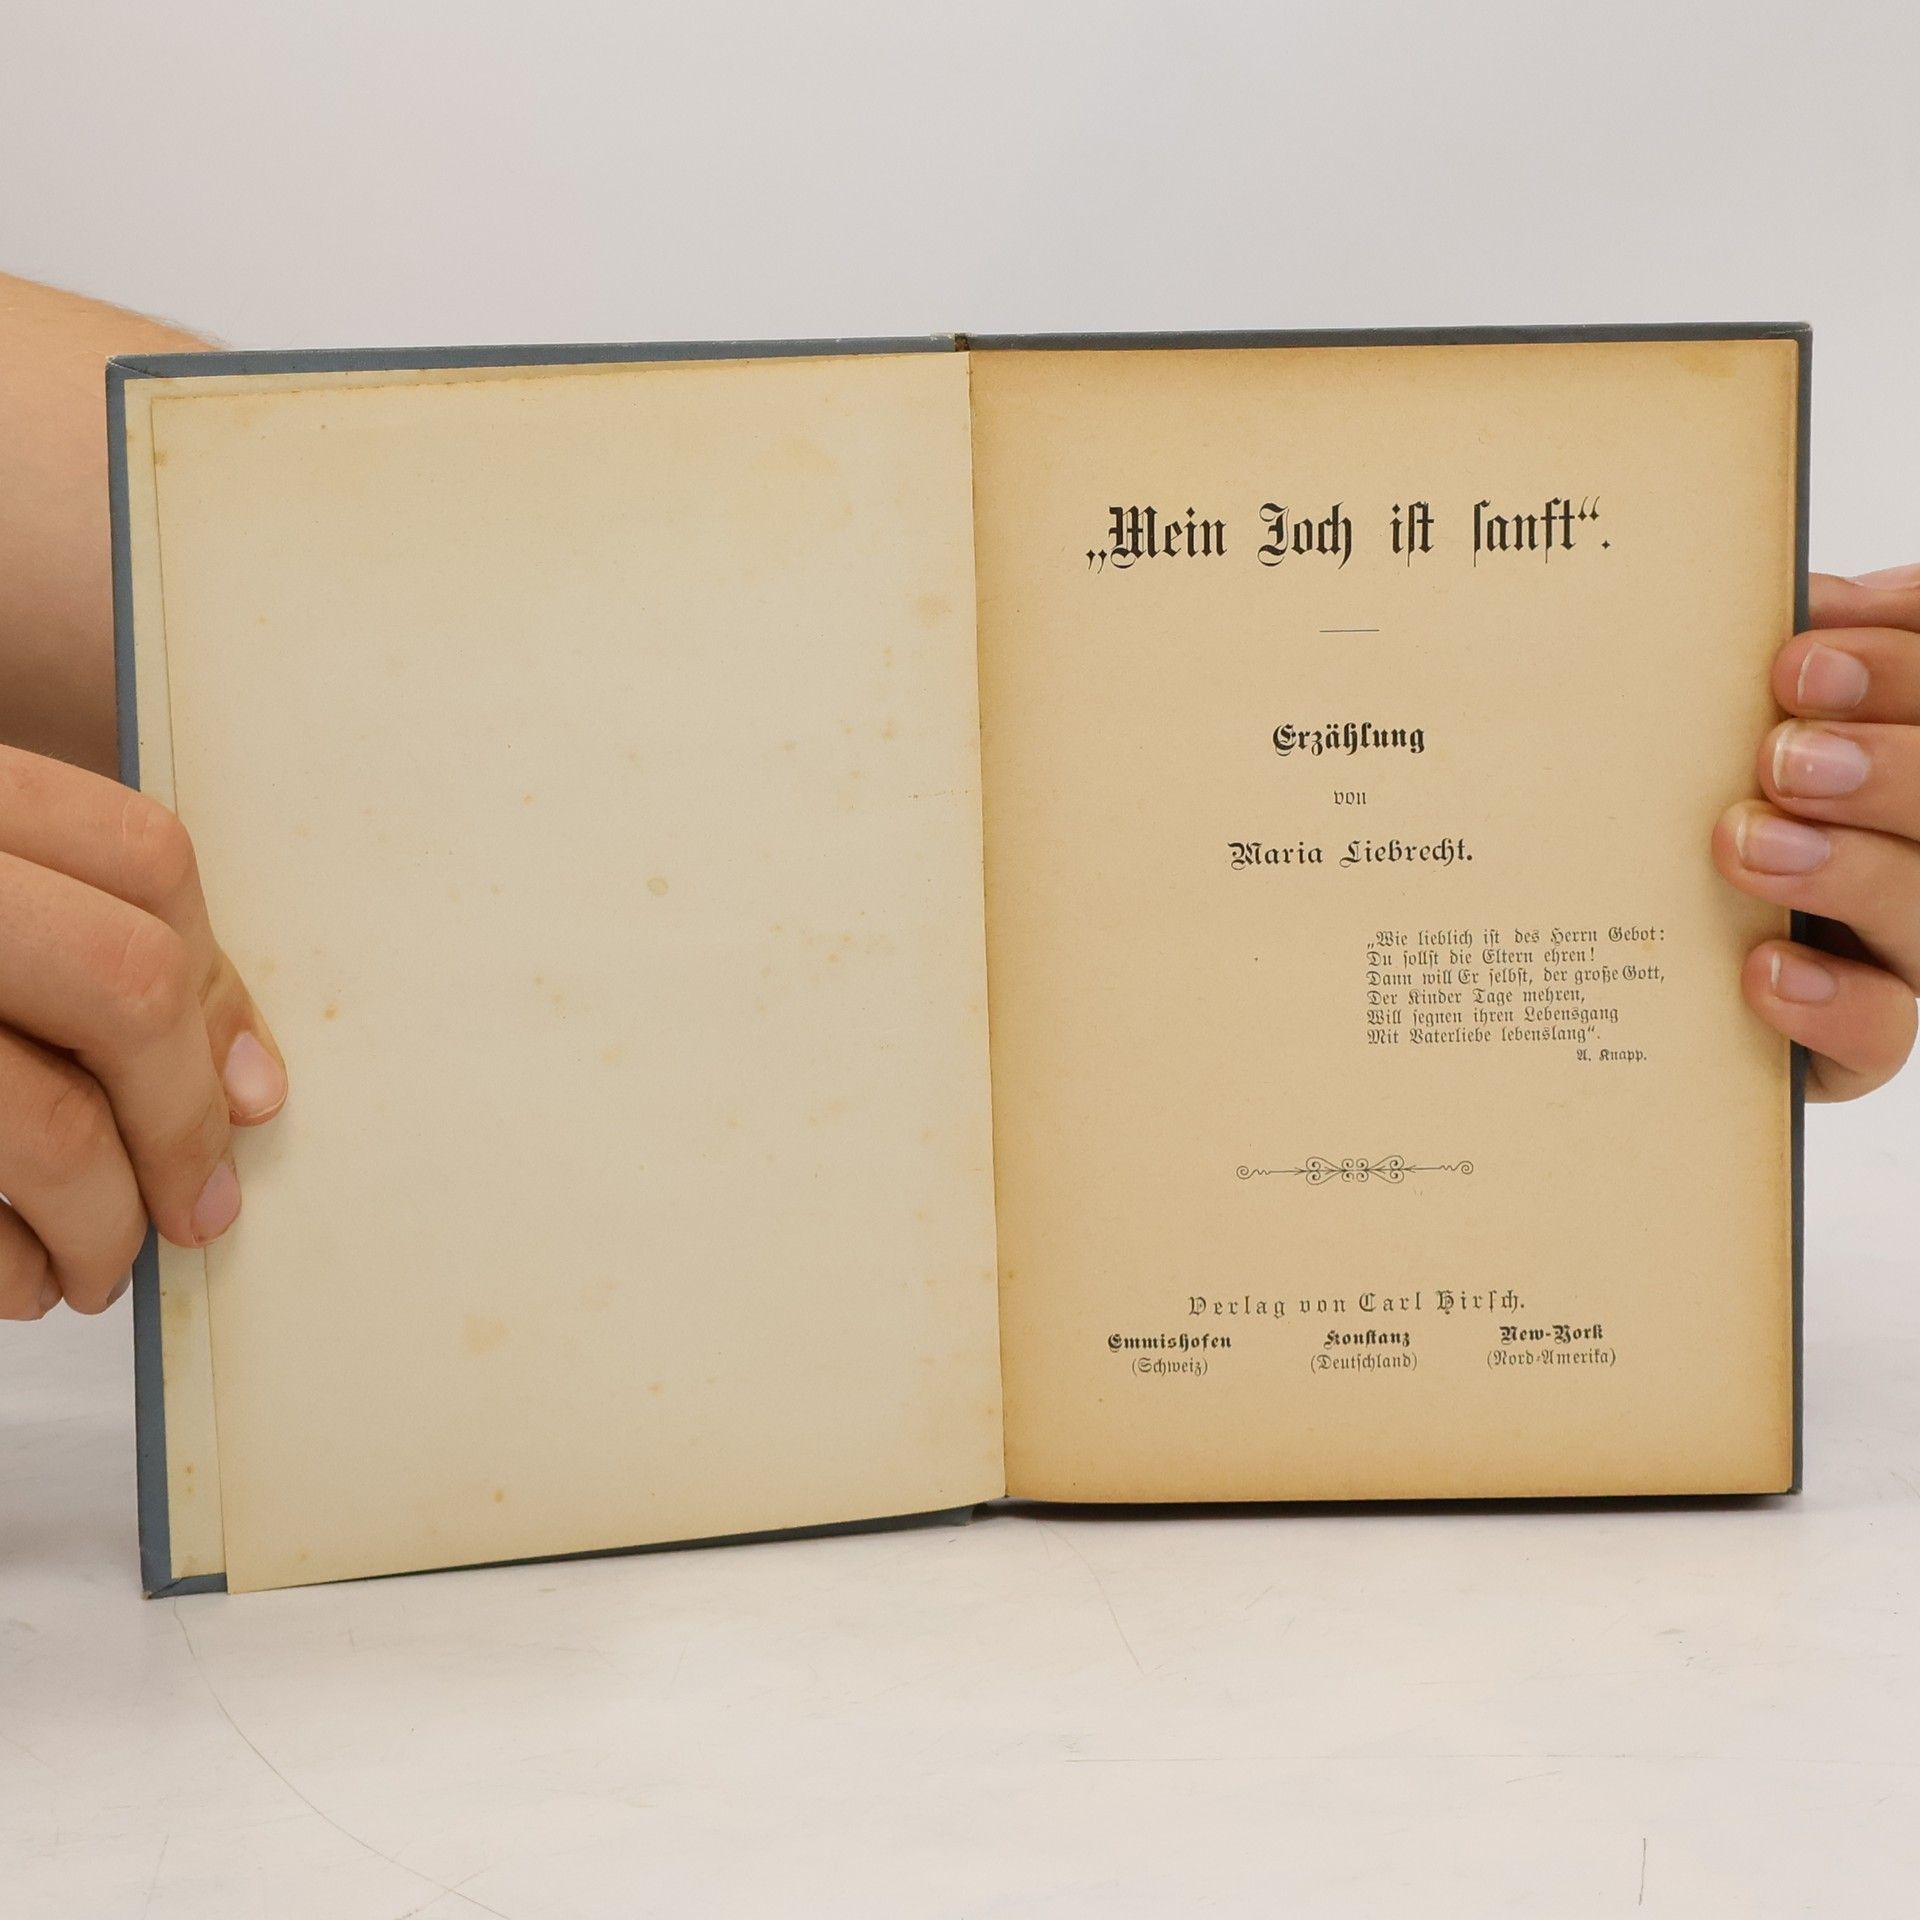 „Mein Joch ist sanft“.
Erzählung
von
Maria Liebrecht.
„Wie lieblich ist des Herrn Gebot:
Du sollst die Eltern ehren!
Dann will Er selbst, der große Gott,
Der Kinder Tage mehren,
Will segnen ihren Lebensgang
Mit Vaterliebe lebenslang“.
A. Knapp.
Verlag von Carl Hirsch.
Emmishofen Konstanz New-York
(Schweiz) (Deutschland) (Nord-Amerika)